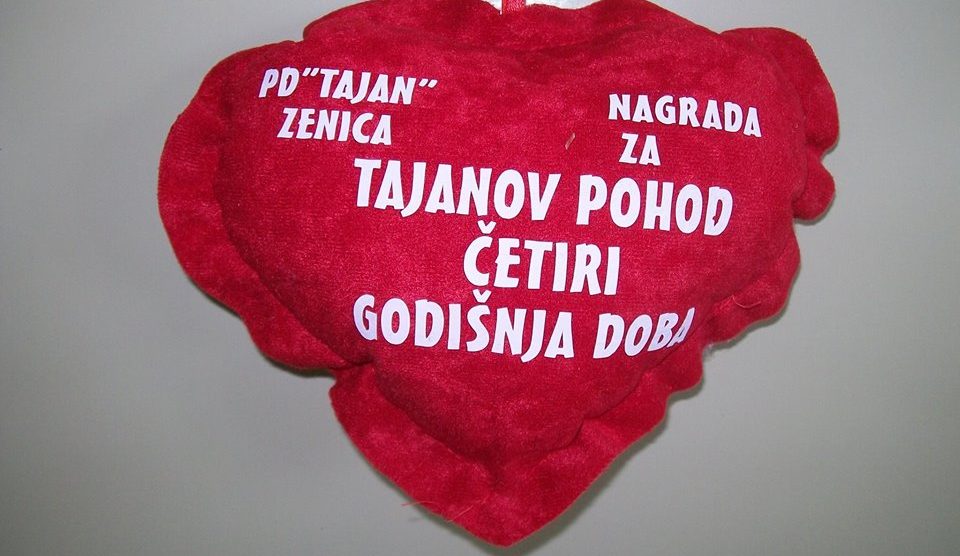 PD"TAJAN"
ZENICA
NAGRADA
ZA
TAJANOV POHOD
ČETIRI
GODIŠNJA DOBA